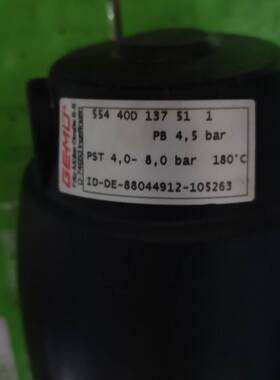 GEMÜ
554 40D 137 51 1
PB 4,5 bar
PST 4,0- 8,0 bar 180°C
ID-DE-88044912-105263